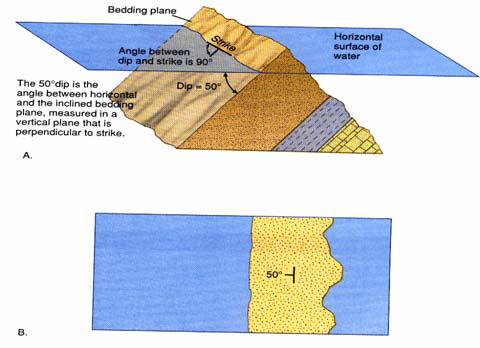 Bedding plane
Strike
Horizontal
surface of
water
Angle between
dip and strike is 90°
Dip = 50°
The 50°dip is the
angle between horizontal
and the inclined bedding
plane, measured in a
vertical plane that is
perpendicular to strike.
A.
50°
B.